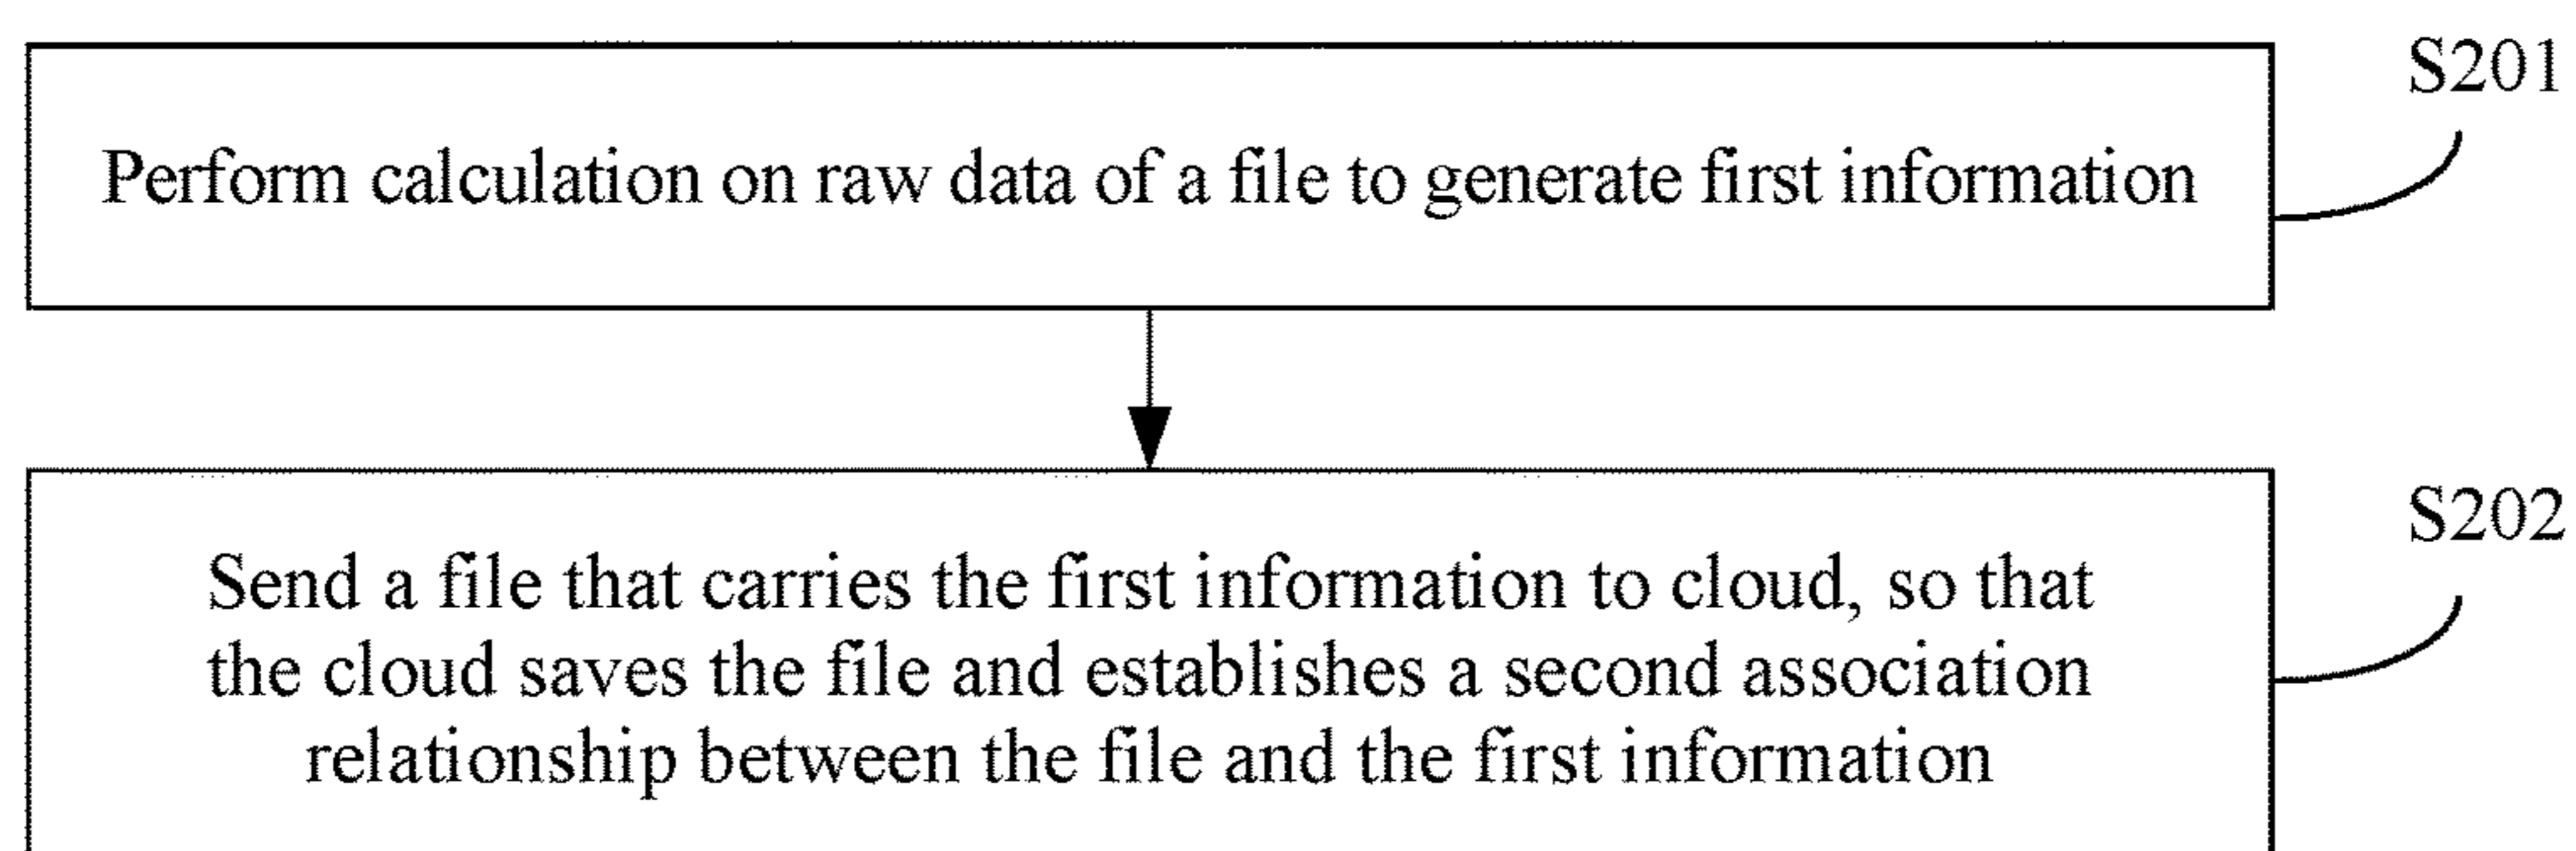 S201
Perform calculation on raw data of a file to generate first information
S202
Send a file that carries the first information to cloud, so that
the cloud saves the file and establishes a second association
relationship between the file and the first information